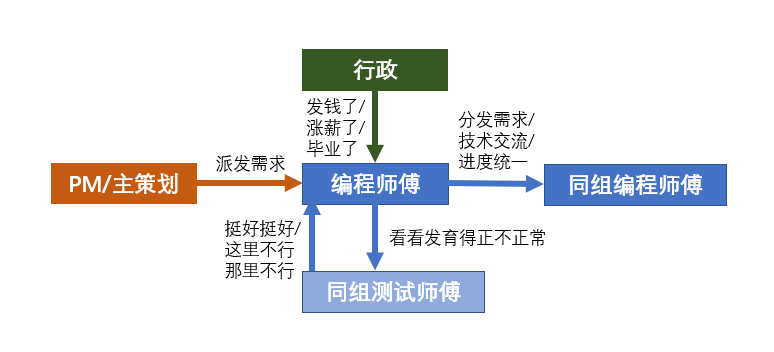 行政
发钱了/
涨薪了/
毕业了
分发需求/
技术交流/
进度统一
派发需求
PM/主策划
编程师傅
同组编程师傅
挺好挺好/
这里不行
那里不行
看看发育得正不正常
同组测试师傅